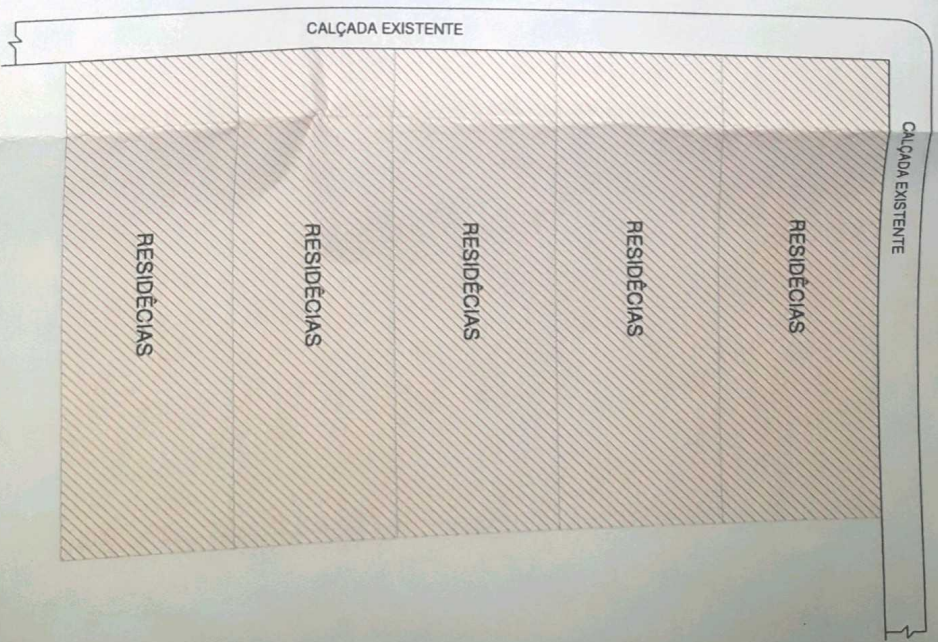 CALÇADA EXISTENTE
CALÇADA EXISTENTE
RESIDÊCIAS
RESIDÊCIAS
RESIDÊCIAS
RESIDÊCIAS
RESIDÊCIAS